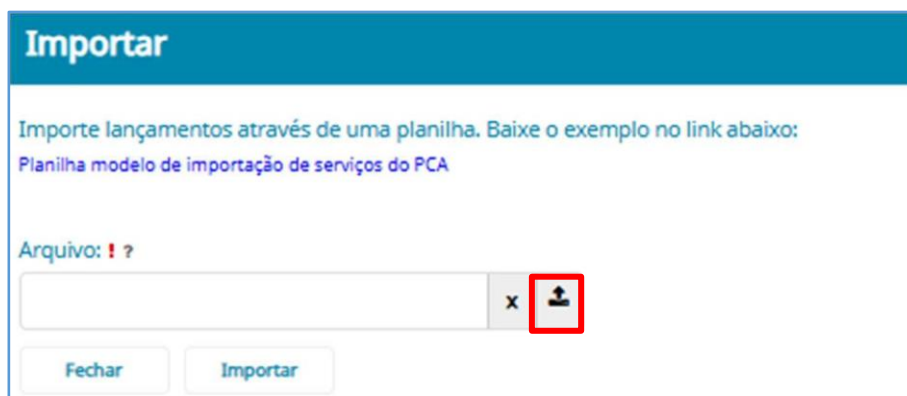 Importar
Importe lançamentos através de uma planilha. Baixe o exemplo no link abaixo:
Planilha modelo de importação de serviços do PCA
Arquivo: ! ?
x
Fechar Importar